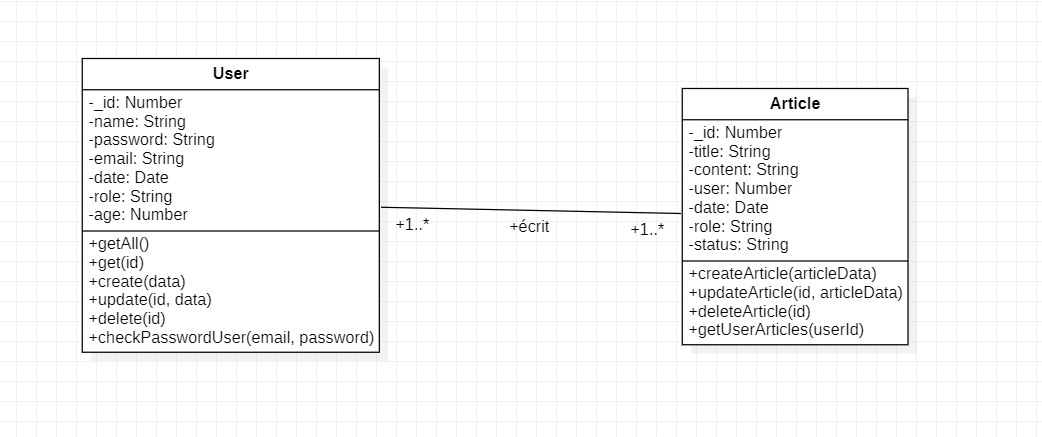 User
-_id: Number
-name: String
-password: String
-email: String
-date: Date
-role: String
-age: Number
+getAll()
+get(id)
+create(data)
+update(id, data)
+delete(id)
+checkPasswordUser(email, password)
+1..*
+écrit
+1..*
Article
-_id: Number
-title: String
-content: String
-user: Number
-date: Date
-role: String
-status: String
+createArticle(articleData)
+updateArticle(id, articleData)
+deleteArticle(id)
+getUserArticles(userId)